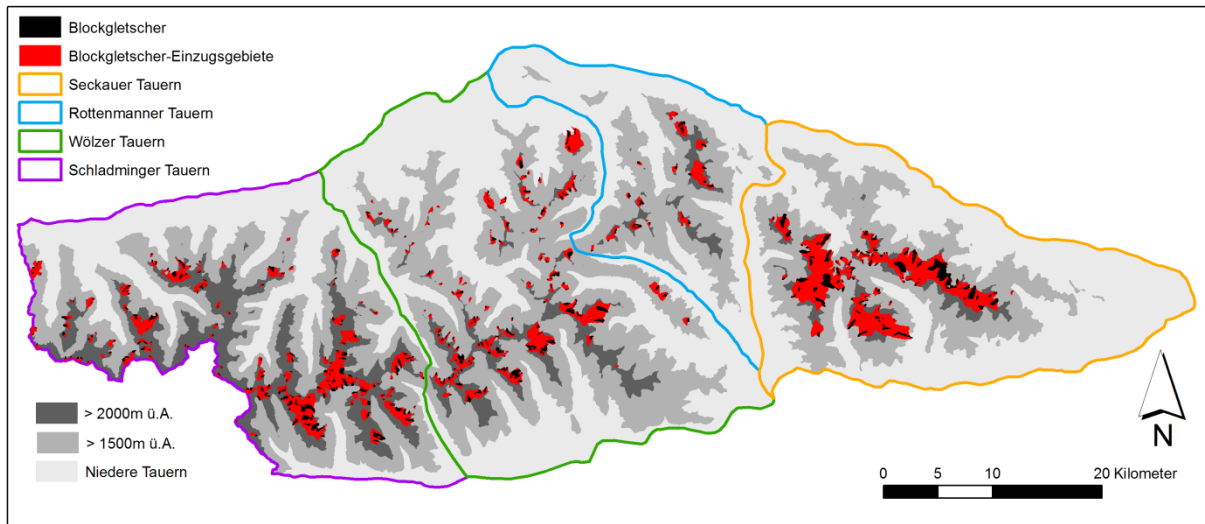 Blockgletscher
Blockgletscher-Einzugsgebiete
Seckauer Tauern
Rottenmanner Tauern
Wölzer Tauern
Schladminger Tauern
> 2000m ü.A.
> 1500m ü.A.
Niedere Tauern
N
0 5 10 20 Kilometer